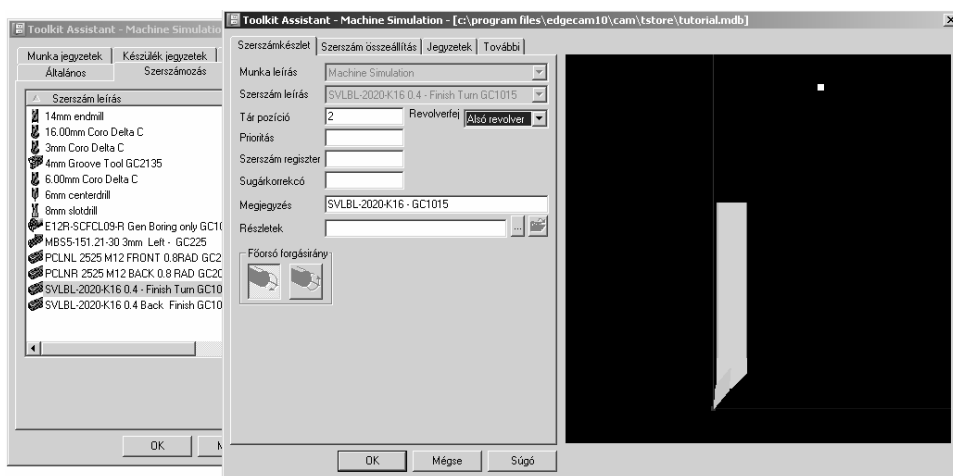 Toolkit Assistant - Machine Simulatio
Munka jegyzetek
Készülék jegyzetek
Általános
Szerszámozás
Szerszám leírás
14mm endmill
16.00mm Coro Delta C
3mm Coro Delta C
4mm Groove Tool GC2135
6.00mm Coro Delta C
6mm centerdrill
8mm slotdrill
E12R-SCFCL09-R Gen Boring only GC10
MBS5-151.21-30 3mm Left - GC225
PCLNL 2525 M12 FRONT 0.8RAD GC2
PCLNR 2525 M12 BACK 0.8 RAD GC20
SVLBL-2020-K16 0.4 - Finish Turn GC10
SVLBL-2020-K16 0.4 Back Finish GC10
OK
Toolkit Assistant - Machine Simulation - [c:\program files\edgecam10\cam\tstore\tutorial.mdb]
Szerszámkészlet
Szerszám összeállítás
Jegyzetek
További
Munka leírás
Machine Simulation
Szerszám leírás
SVLBL-2020-K16 0.4 - Finish Turn GC1015
Tár pozíció
2
Revolverfej
Alsó revolver
Prioritás
Szerszám regiszter
Sugárkorrekcó
Megjegyzés
SVLBL-2020-K16 - GC1015
Részletek
...
Főorsó forgásirány
OK
Mégse
Súgó